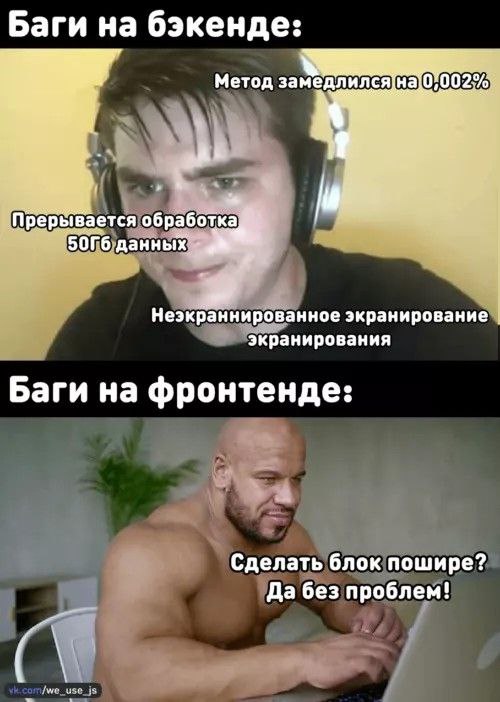 Баги на бэкенде:
Метод замедлился на 0,002%
Прерывается обработка
50Гб данных
Неэкраннированное экранирование
экранирования
Баги на фронтенде:
Сделать блок пошире?
Да без проблем!
vk.com/we_use_js